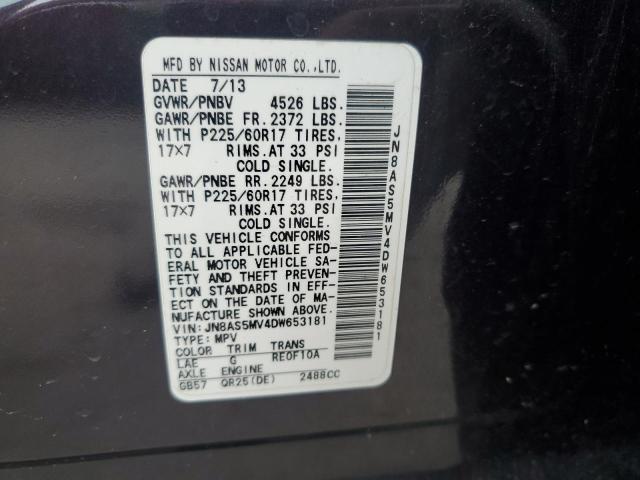 MFD BY NISSAN MOTOR CO.,LTD.
DATE 7/13
GVWR/PNBV 4526 LBS.
GAWR/PNBE FR. 2372 LBS.
WITH P225/60R17 TIRES,
17×7 RIMS.AT 33 PSI
COLD SINGLE.
GAWR/PNBE RR. 2249 LBS.
WITH P225/60R17 TIRES,
17×7 RIMS.AT 33 PSI
COLD SINGLE.
THIS VEHICLE CONFORMS
TO ALL APPLICABLE FED-
ERAL MOTOR VEHICLE SA-
FETY AND THEFT PREVEN-
TION STANDARDS IN EFF-
ECT ON THE DATE OF MA-
NUFACTURE SHOWN ABOVE.
VIN: JN8AS5MV4DW653181
TYPE: MPV
COLOR TRIM TRANS
LAE G RE0F10A
AXLE ENGINE
GB57 QR25(DE) 2488CC
JN8AS5MV4DW653181